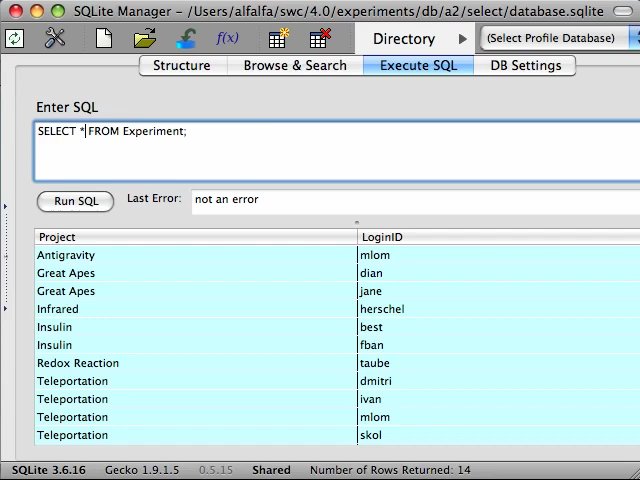 SQLite Manager - /Users/alfalfa/swc/4.0/experiments/db/a2/select/database.sqlite
f(x) Directory (Select Profile Database)
Structure Browse & Search Execute SQL DB Settings
Enter SQL
SELECT * FROM Experiment;
Run SQL Last Error: not an error
Project LoginID
Antigravity mlom
Great Apes dian
Great Apes jane
Infrared herschel
Insulin best
Insulin fban
Redox Reaction taube
Teleportation dmitri
Teleportation ivan
Teleportation mlom
Teleportation skol
SQLite 3.6.16 Gecko 1.9.1.5 0.5.15 Shared Number of Rows Returned: 14